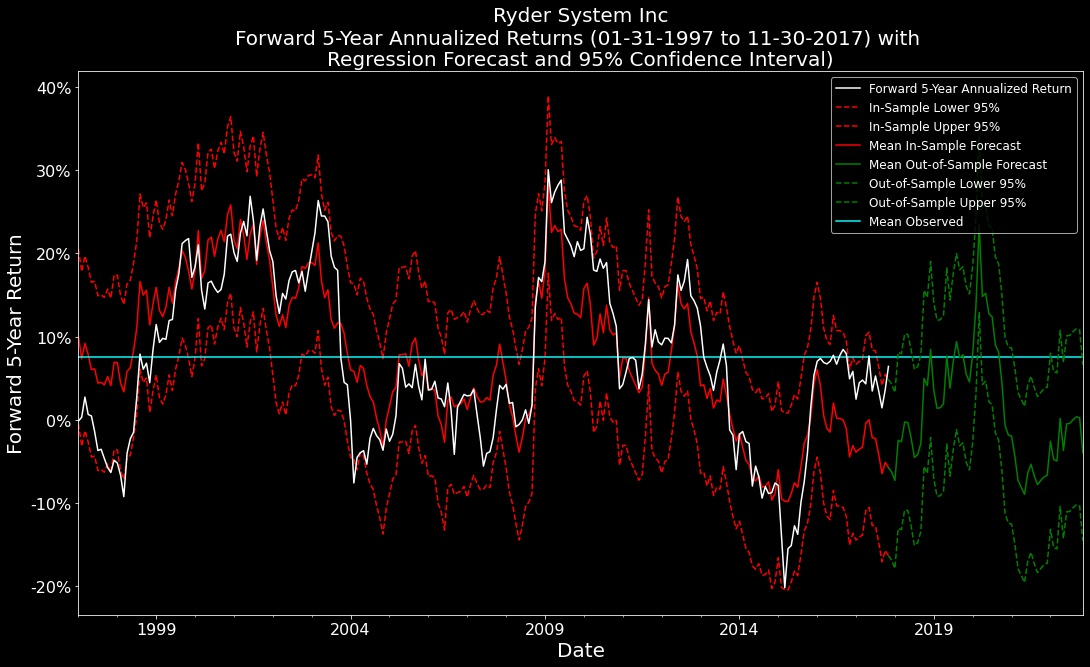 Ryder System Inc
Forward 5-Year Annualized Returns (01-31-1997 to 11-30-2017) with
Regression Forecast and 95% Confidence Interval)
Forward 5-Year Annualized Return
In-Sample Lower 95%
In-Sample Upper 95%
Mean In-Sample Forecast
Mean Out-of-Sample Forecast
Out-of-Sample Lower 95%
Out-of-Sample Upper 95%
Mean Observed
Forward 5-Year Return
40%
30%
20%
10%
0%
-10%
-20%
1999
2004
2009
2014
2019
Date